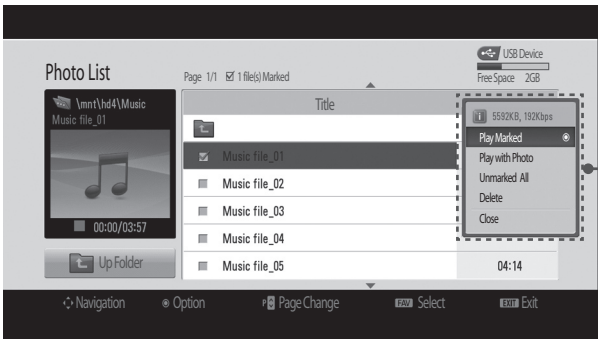 USB Device
Photo List
Page 1/1 1 file(s) Marked
Free Space 2GB
\mnt\hd4\Music
Music file_01
Title
5592KB, 192Kbps
Play Marked
Play with Photo
Unmarked All
Delete
Close
Music file_01
Music file_02
Music file_03
Music file_04
Music file_05
04:14
00:00/03:57
Up Folder
Navigation
Option
P Page Change
FAV Select
EXIT Exit